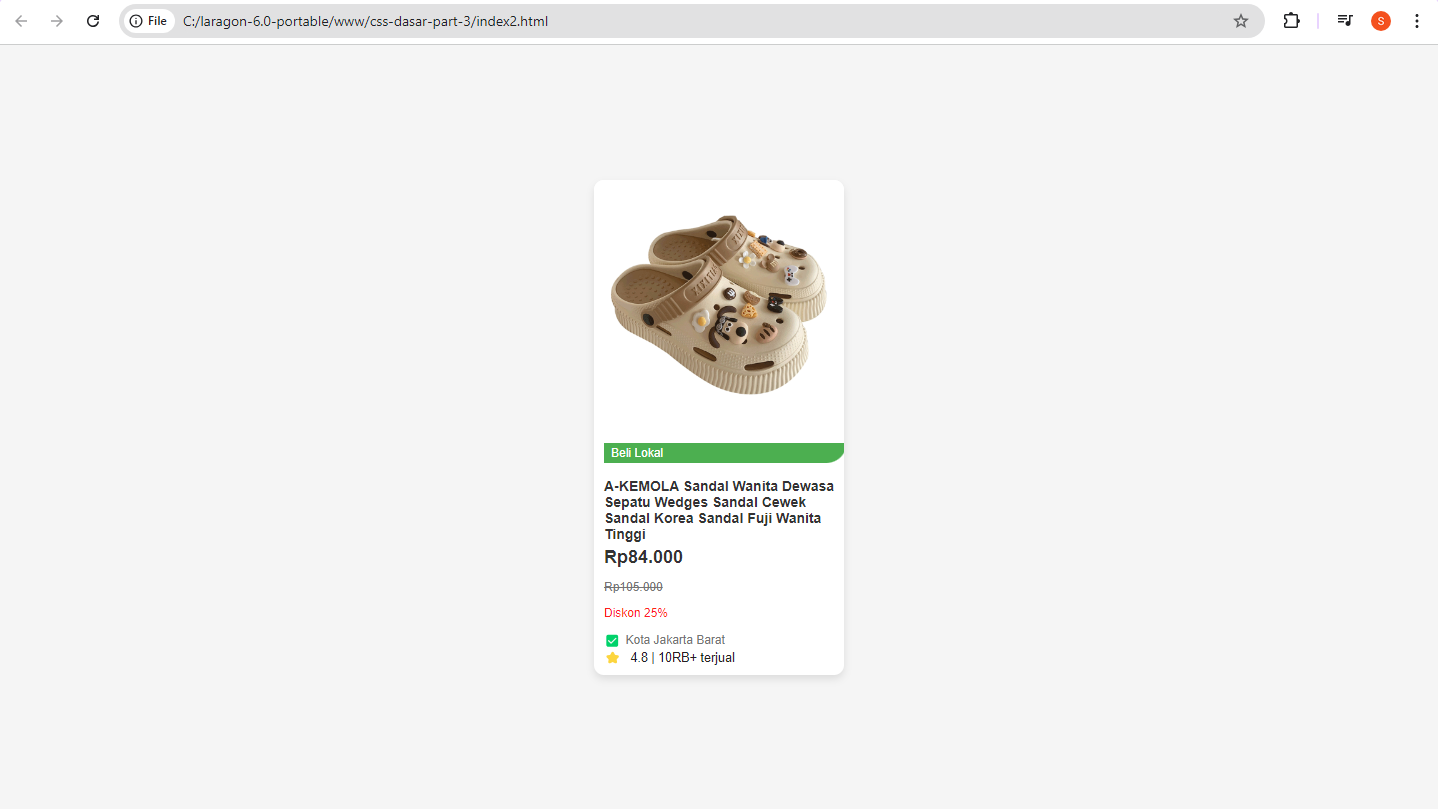 File
C:/laragon-6.0-portable/www/css-dasar-part-3/index2.html
S
Beli Lokal
A-KEMOLA Sandal Wanita Dewasa
Sepatu Wedges Sandal Cewek
Sandal Korea Sandal Fuji Wanita
Tinggi
Rp84.000
Rp105.000
Diskon 25%
Kota Jakarta Barat
4.8 | 10RB+ terjual